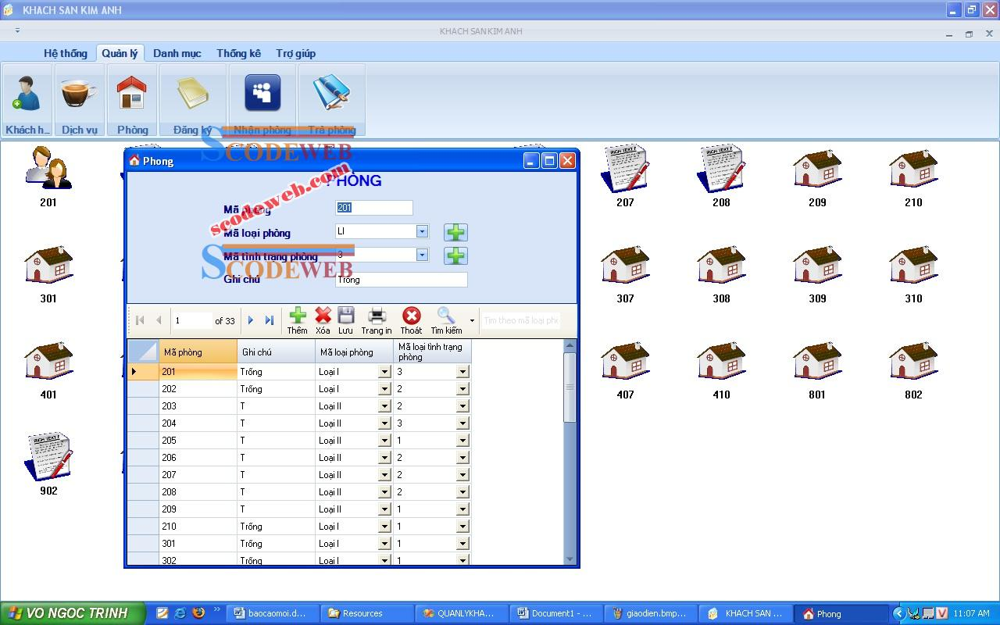 KHACH SAN KIM ANH
KHACH SAN KIM ANH
Hệ thống Quản lý Danh mục Thống kê Trợ giúp
Khách h... Dịch vụ Phòng Đăng ký Nhận phòng Trả phòng
SCODEWEB
Phong
PHÒNG
scodeweb.com
Mã phòng 201
Mã loại phòng LI
Mã tình trạng phòng 3
SCODEWEB
Ghi chú Trống
1 of 33 Thêm Xóa Lưu Trang in Thoát Tìm kiếm Tìm theo mã loại phò
Mã phòng Ghi chú Mã loại phòng Mã loại tình trạng phòng
201 Trống Loại I 3
202 Trống Loại I 2
203 T Loại II 2
204 T Loại II 3
205 T Loại II 1
206 T Loại II 2
207 T Loại II 2
208 T Loại II 2
209 T Loại II 1
210 Trống Loại I 1
301 Trống Loại I 1
302 Trống Loại I 1
201 207 208 209 210
301 307 308 309 310
401 407 410 801 802
902
RICH TEXT F
RICH TEXT F
RICH TEXT F
VO NGOC TRINH baocaomoi.d... Resources QUANLYKHA... Document1 - ... giaodien.bmp... KHACH SAN ... Phong 11:07 AM